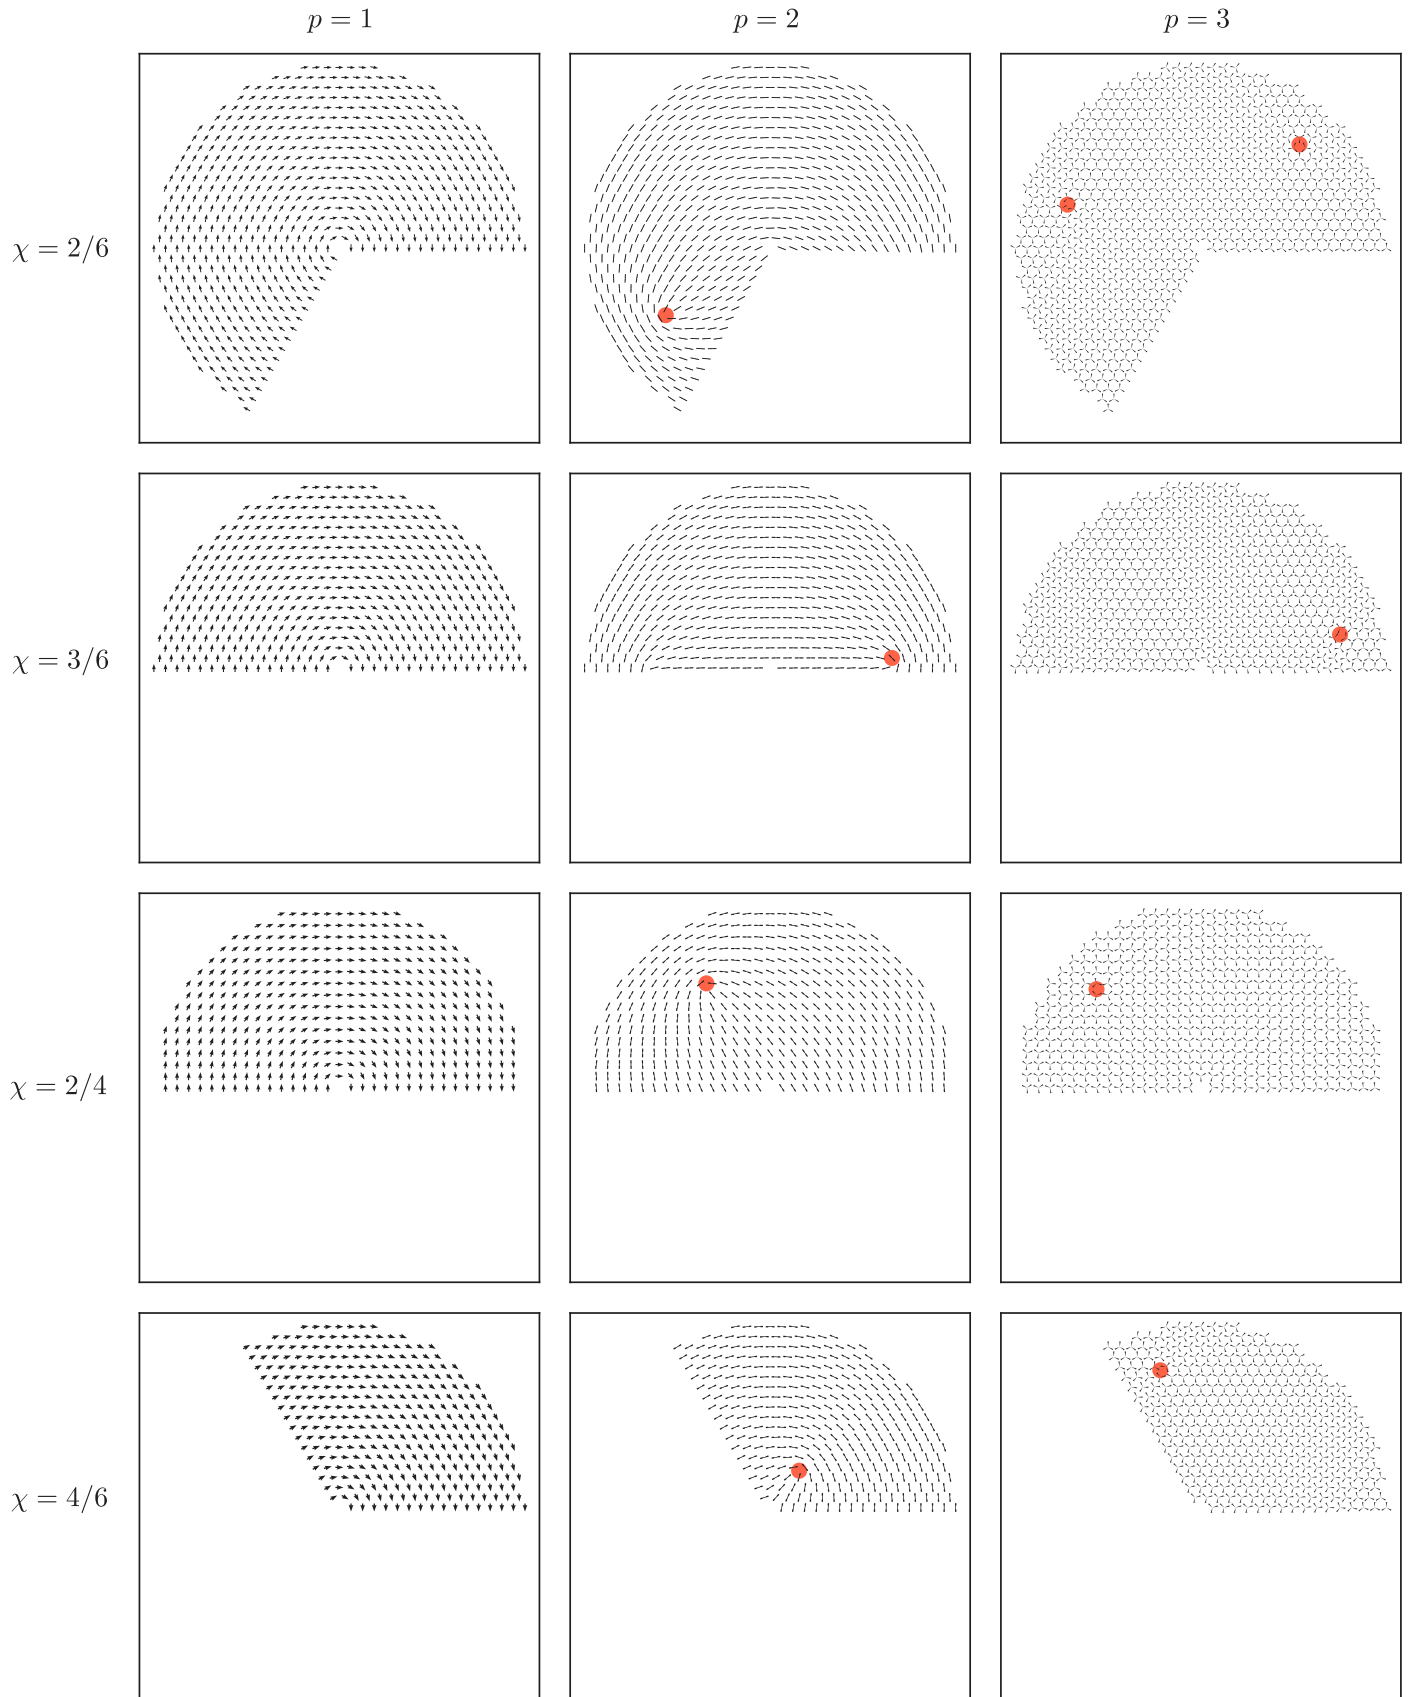 p = 1
p = 2
p = 3
χ = 2/6
χ = 3/6
χ = 2/4
χ = 4/6